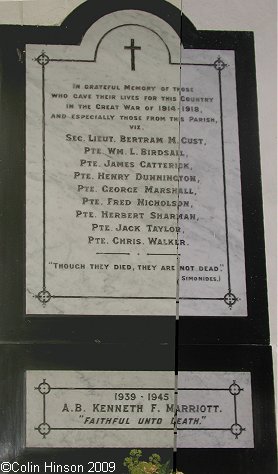 IN GRATEFUL MEMORY OF THOSE
WHO GAVE THEIR LIVES FOR THIS COUNTRY
IN THE GREAT WAR OF 1914-1918,
AND ESPECIALLY THOSE FROM THIS PARISH,
VIZ.
SEC. LIEUT. BERTRAM M. CUST,
PTE. WM. L. BIRDSALL,
PTE. JAMES CATTERICK,
PTE. HENRY DUNNINGTON,
PTE. GEORGE MARSHALL,
PTE. FRED NICHOLSON,
PTE. HERBERT SHARMAN,
PTE. JACK TAYLOR,
PTE. CHRIS. WALKER.
"THOUGH THEY DIED, THEY ARE NOT DEAD."
SIMONIDES.)
1939 - 1945
A.B. KENNETH F. MARRIOTT.
"FAITHFUL UNTO DEATH."
© Colin Hinson 2009